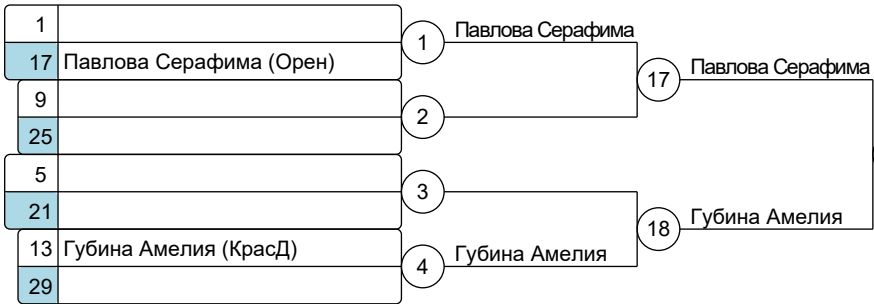 1
17 Павлова Серафима (Орен)
9
25
5
21
13 Губина Амелия (КрасД)
29
1 Павлова Серафима
2
3
4 Губина Амелия
17 Павлова Серафима
18 Губина Амелия